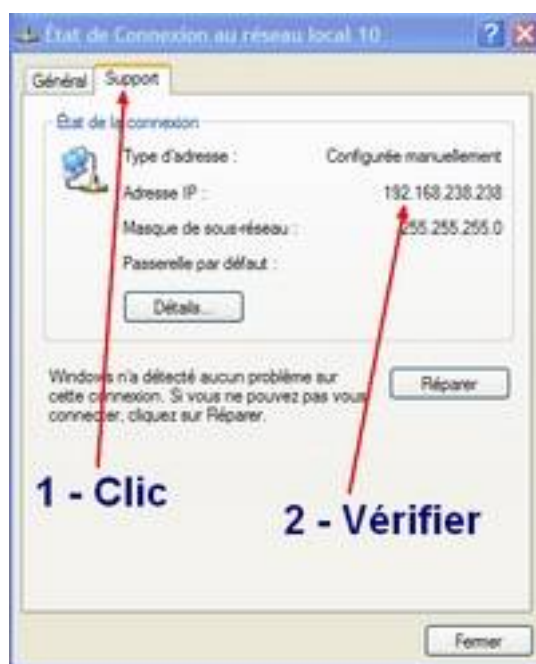 État de Connexion au réseau local 10
Général Support
État de la connexion
Type d'adresse : Configurée manuellement
Adresse IP : 192.168.238.238
Masque de sous-réseau : 255.255.255.0
Passerelle par défaut :
Détails...
Windows n'a détecté aucun problème sur
cette connexion. Si vous ne pouvez pas vous
connecter, cliquez sur Réparer.
Réparer
1 - Clic
2 - Vérifier
Fermer